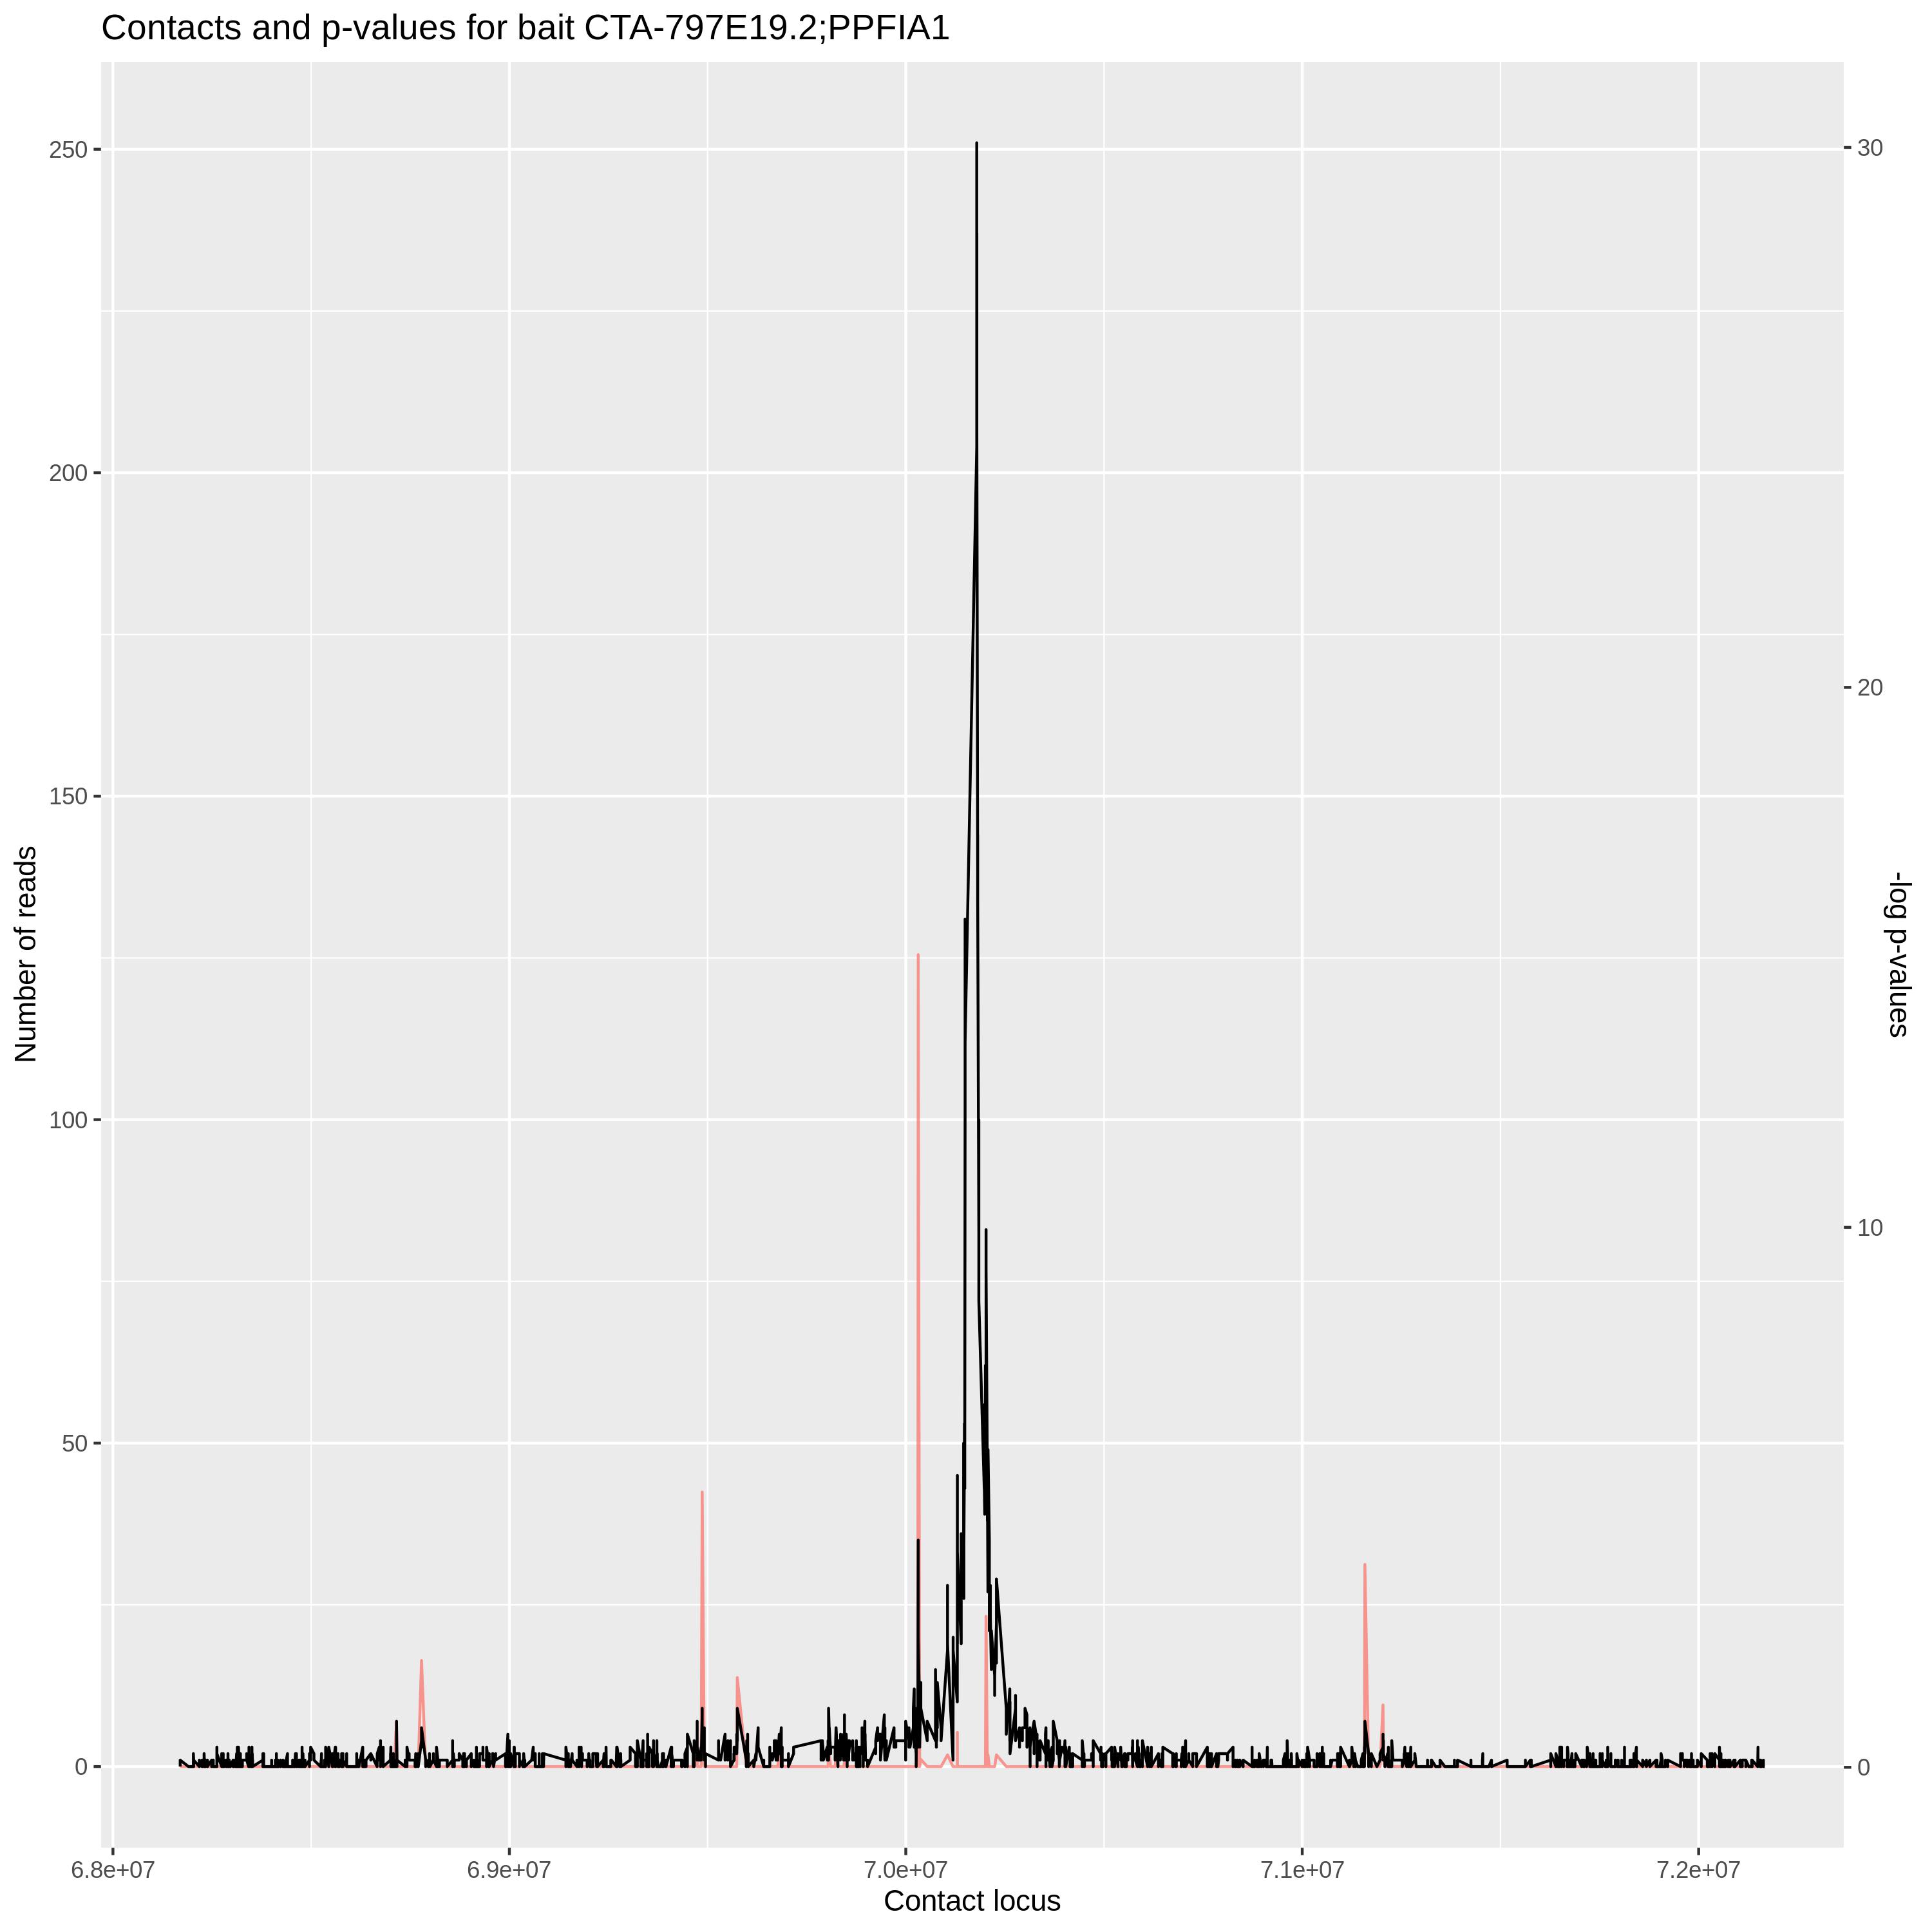 Contacts and p-values for bait CTA-797E19.2;PPFIA1
250
200
150
100
50
0
Number of reads
30
20
10
0
-log p-values
6.8e+07 6.9e+07 7.0e+07 7.1e+07 7.2e+07
Contact locus